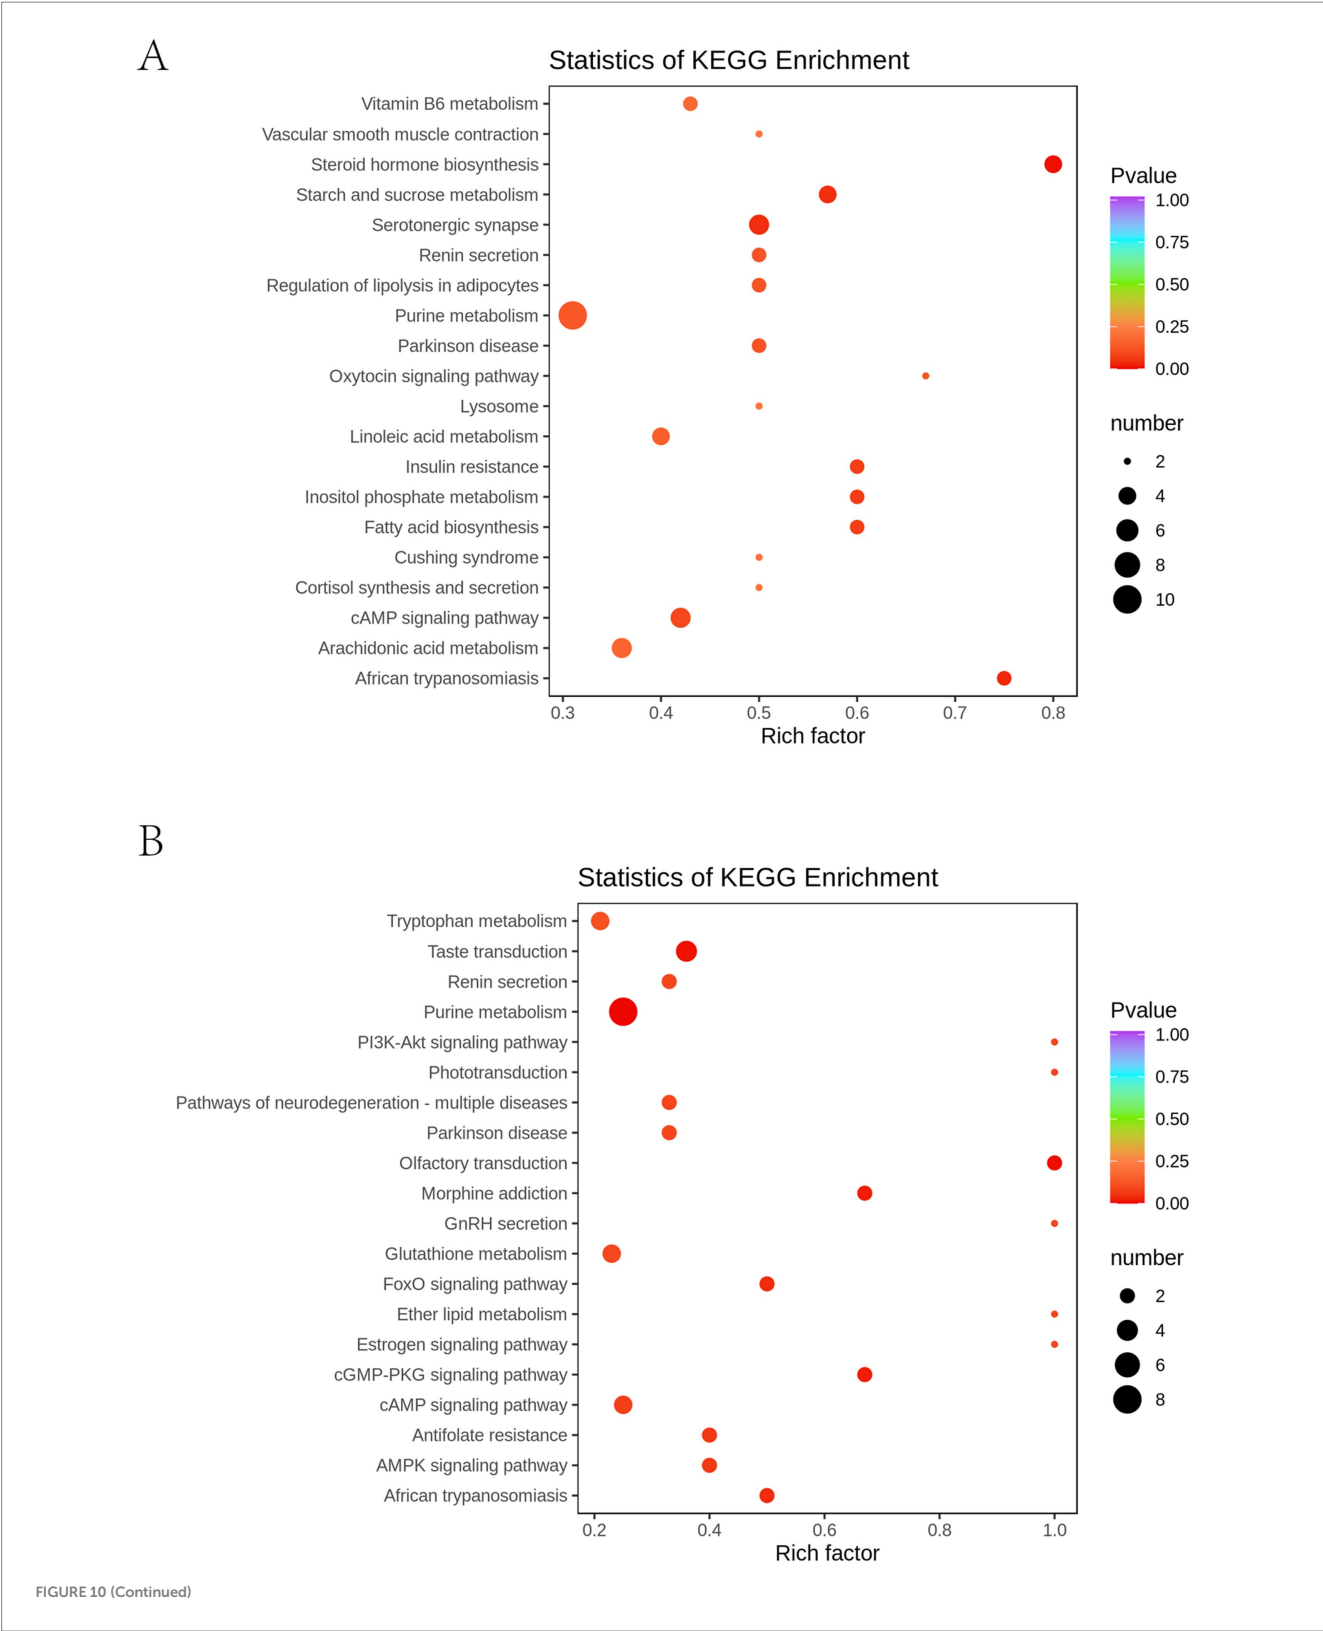 A
Statistics of KEGG Enrichment
Vitamin B6 metabolism
Vascular smooth muscle contraction
Steroid hormone biosynthesis
Starch and sucrose metabolism
Serotonergic synapse
Renin secretion
Regulation of lipolysis in adipocytes
Purine metabolism
Parkinson disease
Oxytocin signaling pathway
Lysosome
Linoleic acid metabolism
Insulin resistance
Inositol phosphate metabolism
Fatty acid biosynthesis
Cushing syndrome
Cortisol synthesis and secretion
cAMP signaling pathway
Arachidonic acid metabolism
African trypanosomiasis
0.3 0.4 0.5 0.6 0.7 0.8
Rich factor
Pvalue
1.00
0.75
0.50
0.25
0.00
number
2
4
6
8
10
B
Statistics of KEGG Enrichment
Tryptophan metabolism
Taste transduction
Renin secretion
Purine metabolism
PI3K-Akt signaling pathway
Phototransduction
Pathways of neurodegeneration - multiple diseases
Parkinson disease
Olfactory transduction
Morphine addiction
GnRH secretion
Glutathione metabolism
FoxO signaling pathway
Ether lipid metabolism
Estrogen signaling pathway
cGMP-PKG signaling pathway
cAMP signaling pathway
Antifolate resistance
AMPK signaling pathway
African trypanosomiasis
0.2 0.4 0.6 0.8 1.0
Rich factor
Pvalue
1.00
0.75
0.50
0.25
0.00
number
2
4
6
8
FIGURE 10 (Continued)